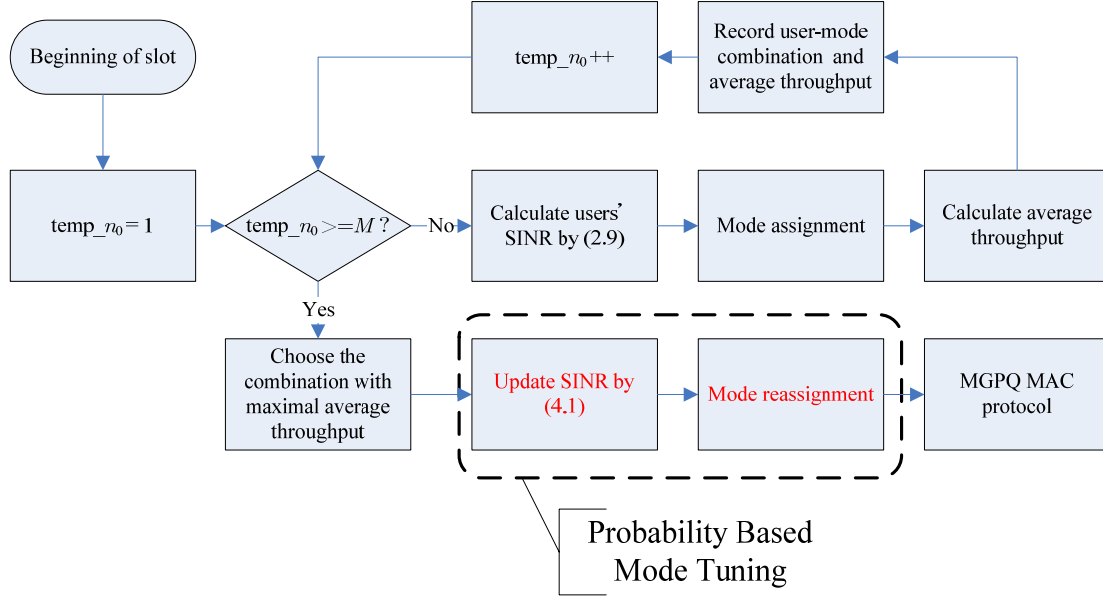 Beginning of slot
temp_n₀++
Record user-mode
combination and
average throughput
temp_n₀ = 1
temp_n₀ >=M ?
No
Calculate users’
SINR by (2.9)
Mode assignment
Calculate average
throughput
Yes
Choose the
combination with
maximal average
throughput
Update SINR by
(4.1)
Mode reassignment
MGPQ MAC
protocol
Probability Based
Mode Tuning